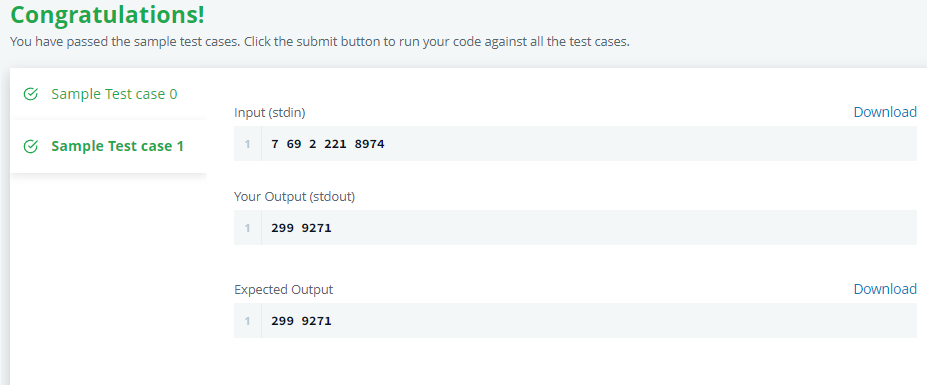 Congratulations!
You have passed the sample test cases. Click the submit button to run your code against all the test cases.
Sample Test case 0
Sample Test case 1
Input (stdin)
Download
1 7 69 2 221 8974
Your Output (stdout)
1 299 9271
Expected Output
Download
1 299 9271